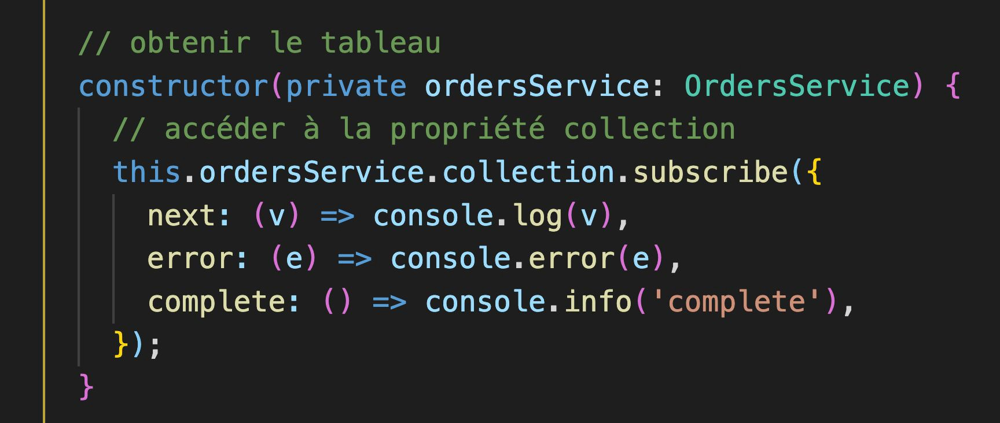 // obtenir le tableau
constructor(private ordersService: OrdersService) {
// accéder à la propriété collection
this.ordersService.collection.subscribe({
next: (v) => console.log(v),
error: (e) => console.error(e),
complete: () => console.info('complete'),
});
}